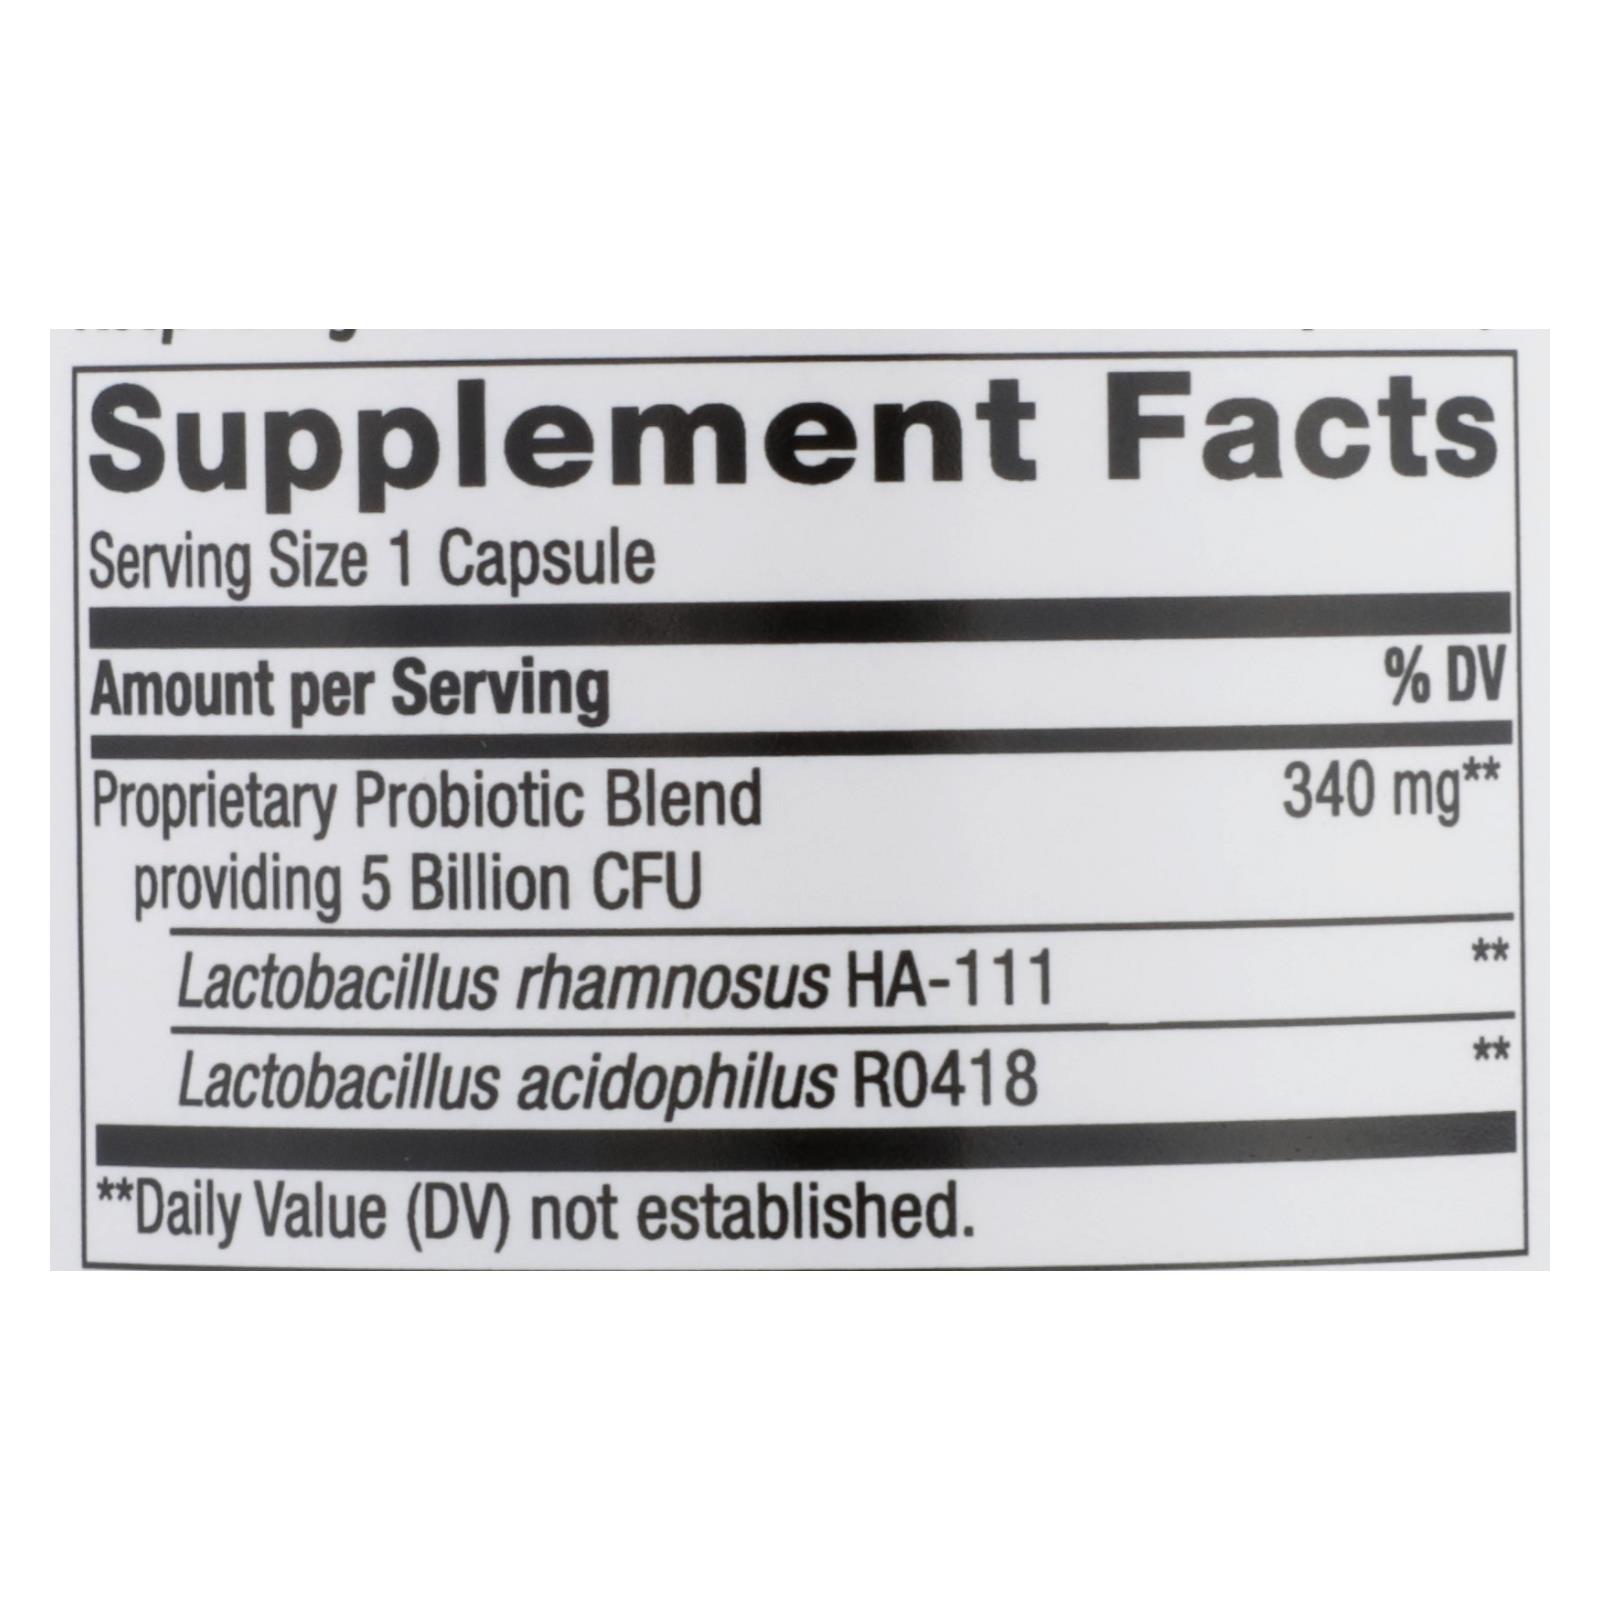 Supplement Facts
Serving Size 1 Capsule
Amount per Serving % DV
Proprietary Probiotic Blend 340 mg**
providing 5 Billion CFU
Lactobacillus rhamnosus HA-111 **
Lactobacillus acidophilus R0418 **
**Daily Value (DV) not established.